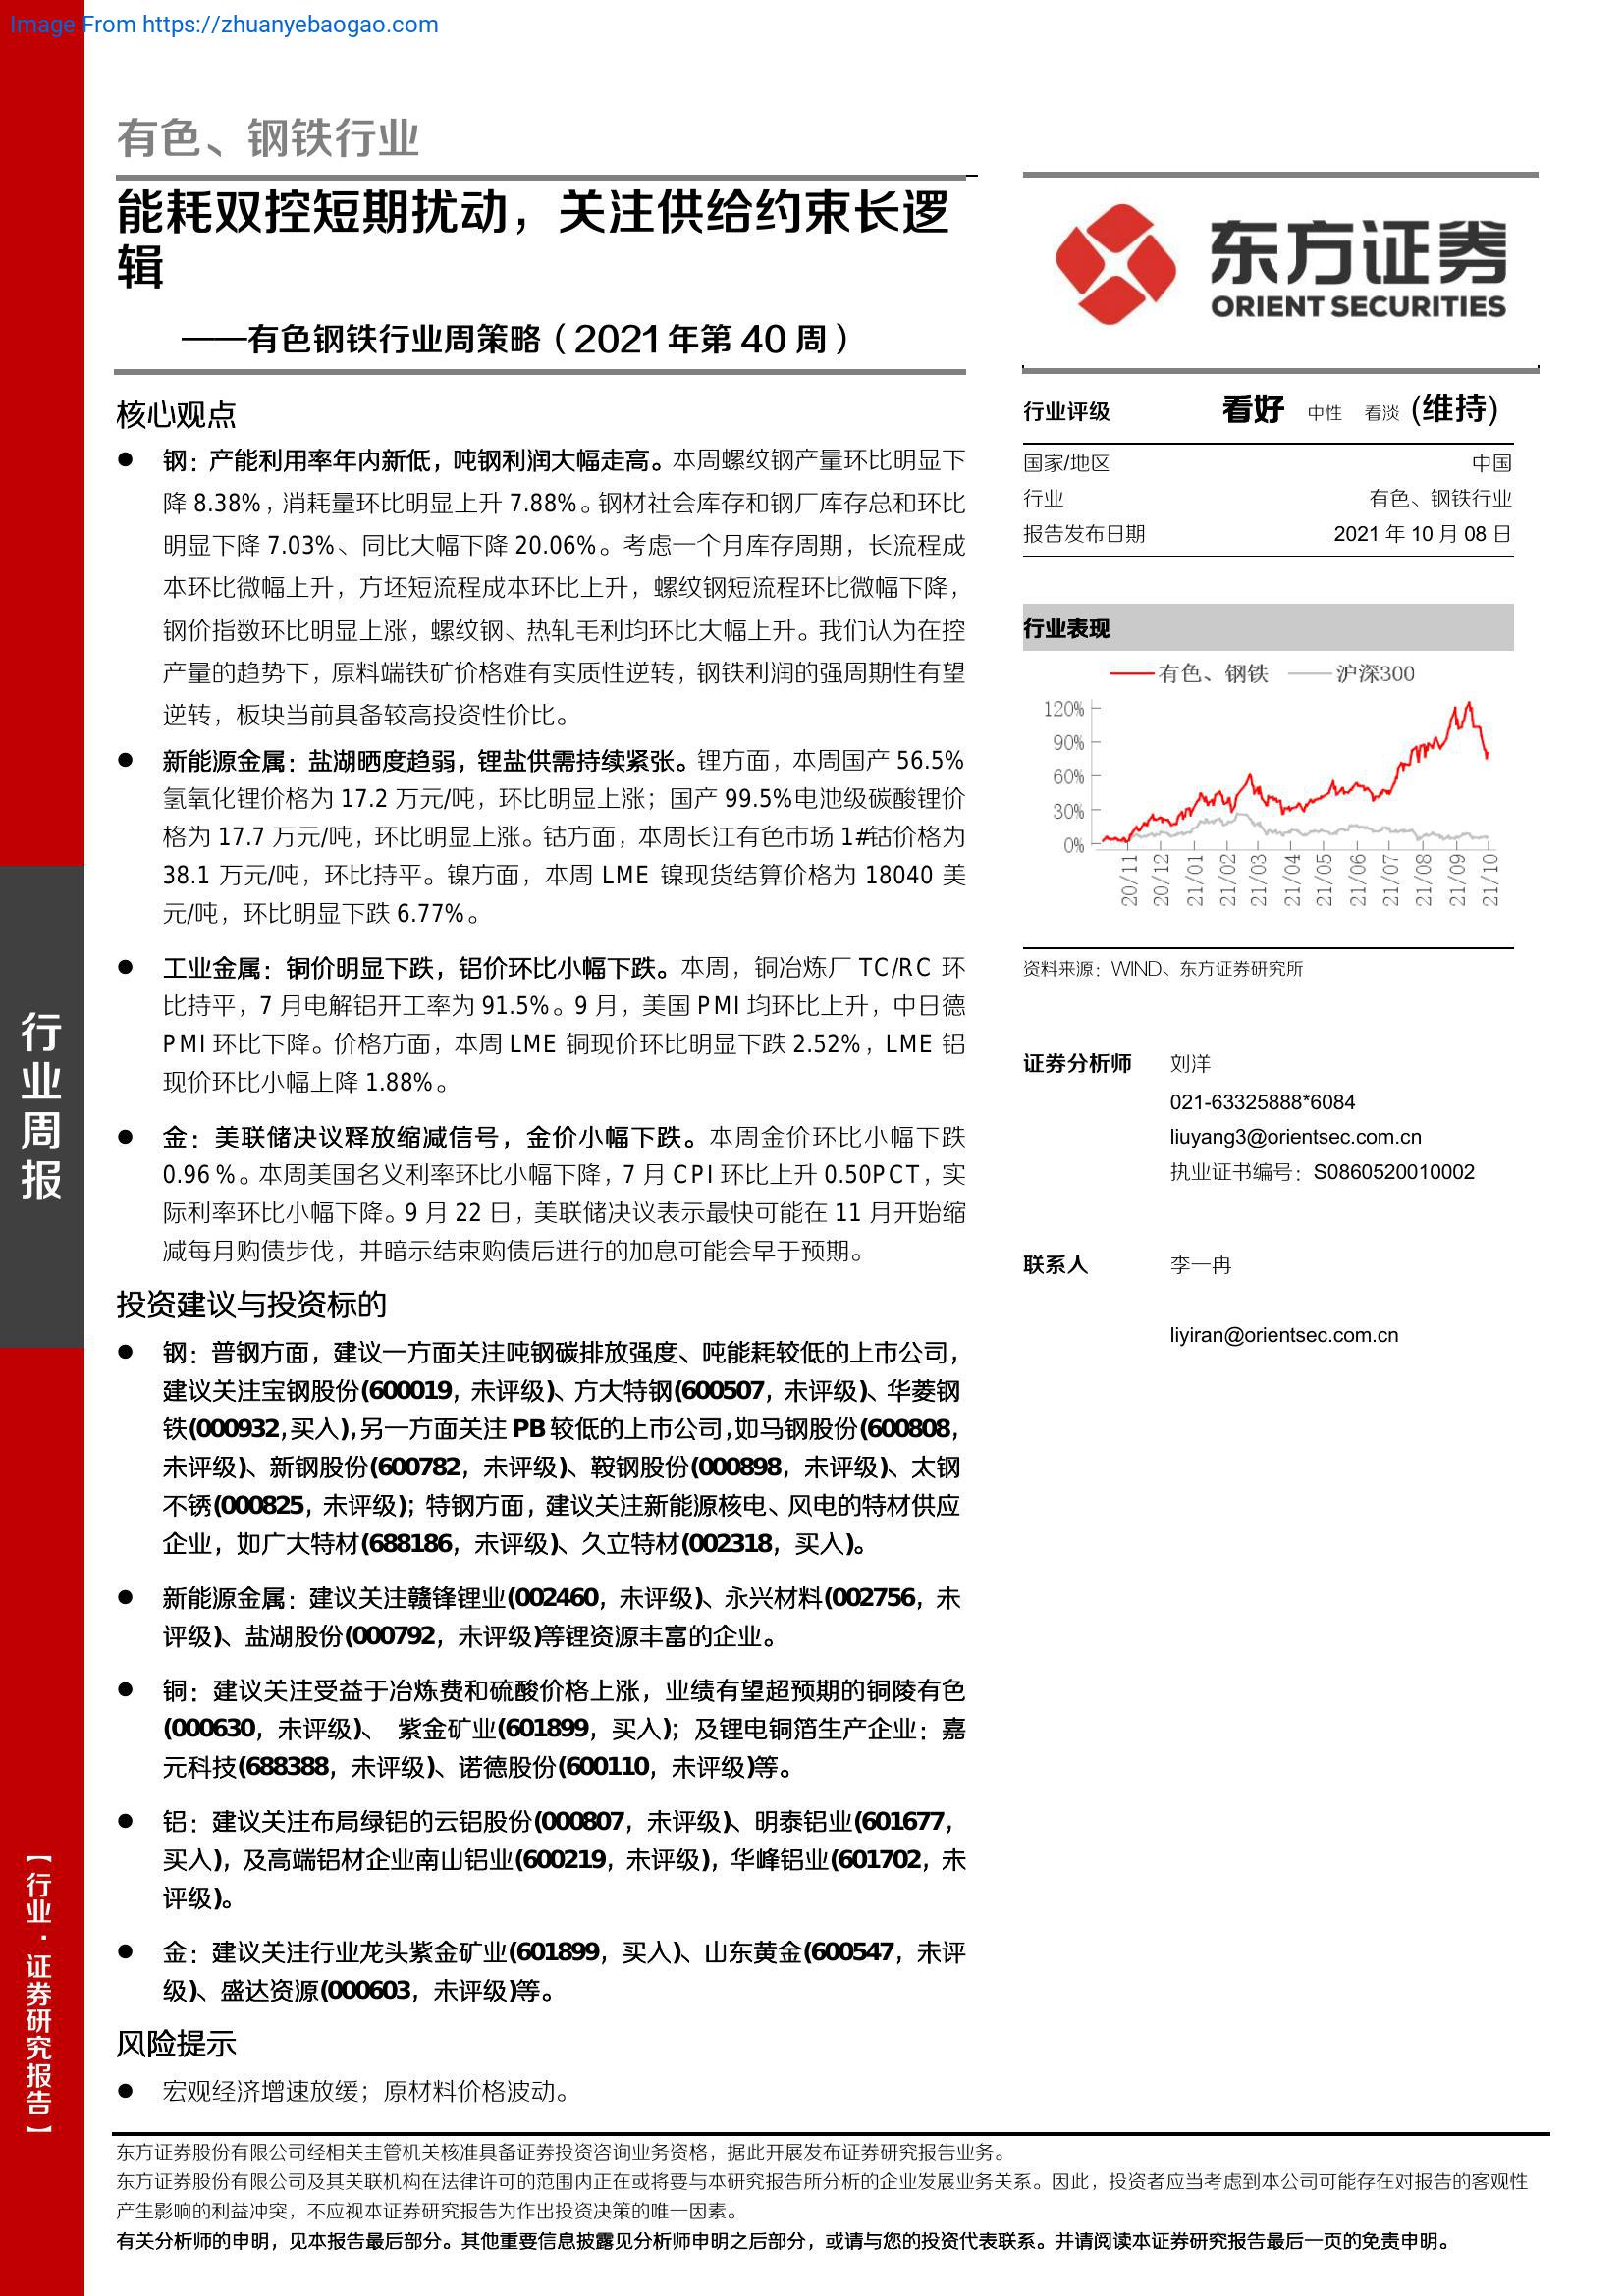 Image From https://zhuanyebaogao.com
有色、钢铁行业
能耗双控短期扰动，关注供给约束长逻
辑
——有色钢铁行业周策略（2021年第 40 周）
核心观点
● 钢：产能利用率年内新低，吨钢利润大幅走高。本周螺纹钢产量环比明显下
降 8.38%，消耗量环比明显上升 7.88%。钢材社会库存和钢厂库存总和环比
明显下降 7.03%、同比大幅下降 20.06%。考虑一个月库存周期，长流程成
本环比微幅上升，方坯短流程成本环比上升，螺纹钢短流程环比微幅下降，
钢价指数环比明显上涨，螺纹钢、热轧毛利均环比大幅上升。我们认为在控
产量的趋势下，原料端铁矿价格难有实质性逆转，钢铁利润的强周期性有望
逆转，板块当前具备较高投资性价比。
● 新能源金属：盐湖晒度趋弱，锂盐供需持续紧张。锂方面，本周国产 56.5%
氢氧化锂价格为 17.2 万元/吨，环比明显上涨；国产 99.5%电池级碳酸锂价
格为 17.7 万元/吨，环比明显上涨。钴方面，本周长江有色市场 1#钴价格为
38.1 万元/吨，环比持平。镍方面，本周 LME 镍现货结算价格为 18040 美
元/吨，环比明显下跌 6.77%。
● 工业金属：铜价明显下跌，铝价环比小幅下跌。本周，铜冶炼厂 TC/RC 环
比持平，7 月电解铝开工率为 91.5%。9 月，美国 PMI 均环比上升，中日德
PMI 环比下降。价格方面，本周 LME 铜现价环比明显下跌 2.52%，LME 铝
现价环比小幅上降 1.88%。
● 金：美联储决议释放缩减信号，金价小幅下跌。本周金价环比小幅下跌
0.96％。本周美国名义利率环比小幅下降，7 月 CPI 环比上升 0.50PCT，实
际利率环比小幅下降。9 月 22 日，美联储决议表示最快可能在 11 月开始缩
减每月购债步伐，并暗示结束购债后进行的加息可能会早于预期。
投资建议与投资标的
● 钢：普钢方面，建议一方面关注吨钢碳排放强度、吨能耗较低的上市公司，
建议关注宝钢股份(600019，未评级)、方大特钢(600507，未评级)、华菱钢
铁(000932,买入),另一方面关注 PB 较低的上市公司,如马钢股份(600808，
未评级)、新钢股份(600782，未评级)、鞍钢股份(000898，未评级)、太钢
不锈(000825，未评级)；特钢方面，建议关注新能源核电、风电的特材供应
企业，如广大特材(688186，未评级)、久立特材(002318，买入)。
● 新能源金属：建议关注赣锋锂业(002460，未评级)、永兴材料(002756，未
评级)、盐湖股份(000792，未评级)等锂资源丰富的企业。
● 铜：建议关注受益于冶炼费和硫酸价格上涨，业绩有望超预期的铜陵有色
(000630，未评级)、 紫金矿业(601899，买入)；及锂电铜箔生产企业：嘉
元科技(688388，未评级)、诺德股份(600110，未评级)等。
● 铝：建议关注布局绿铝的云铝股份(000807，未评级)、明泰铝业(601677，
买入)，及高端铝材企业南山铝业(600219，未评级)，华峰铝业(601702，未
评级)。
● 金：建议关注行业龙头紫金矿业(601899，买入)、山东黄金(600547，未评
级)、盛达资源(000603，未评级)等。
风险提示
● 宏观经济增速放缓；原材料价格波动。
东方证券
ORIENT SECURITIES
行业评级 看好 中性 看淡 (维持)
国家/地区 中国
行业 有色、钢铁行业
报告发布日期 2021 年 10 月 08 日
行业表现
有色、钢铁 沪深300
120%
90%
60%
30%
0%
20/11 20/12 21/01 21/02 21/03 21/04 21/05 21/06 21/07 21/08 21/09 21/10
资料来源：WIND、东方证券研究所
证券分析师 刘洋
021-63325888*6084
liuyang3@orientsec.com.cn
执业证书编号：S0860520010002
联系人 李一冉
liyiran@orientsec.com.cn
行业周报
【行业·证券研究报告】
东方证券股份有限公司经相关主管机关核准具备证券投资咨询业务资格，据此开展发布证券研究报告业务。
东方证券股份有限公司及其关联机构在法律许可的范围内正在或将要与本研究报告所分析的企业发展业务关系。因此，投资者应当考虑到本公司可能存在对报告的客观性
产生影响的利益冲突，不应视本证券研究报告为作出投资决策的唯一因素。
有关分析师的申明，见本报告最后部分。其他重要信息披露见分析师申明之后部分，或请与您的投资代表联系。并请阅读本证券研究报告最后一页的免责申明。